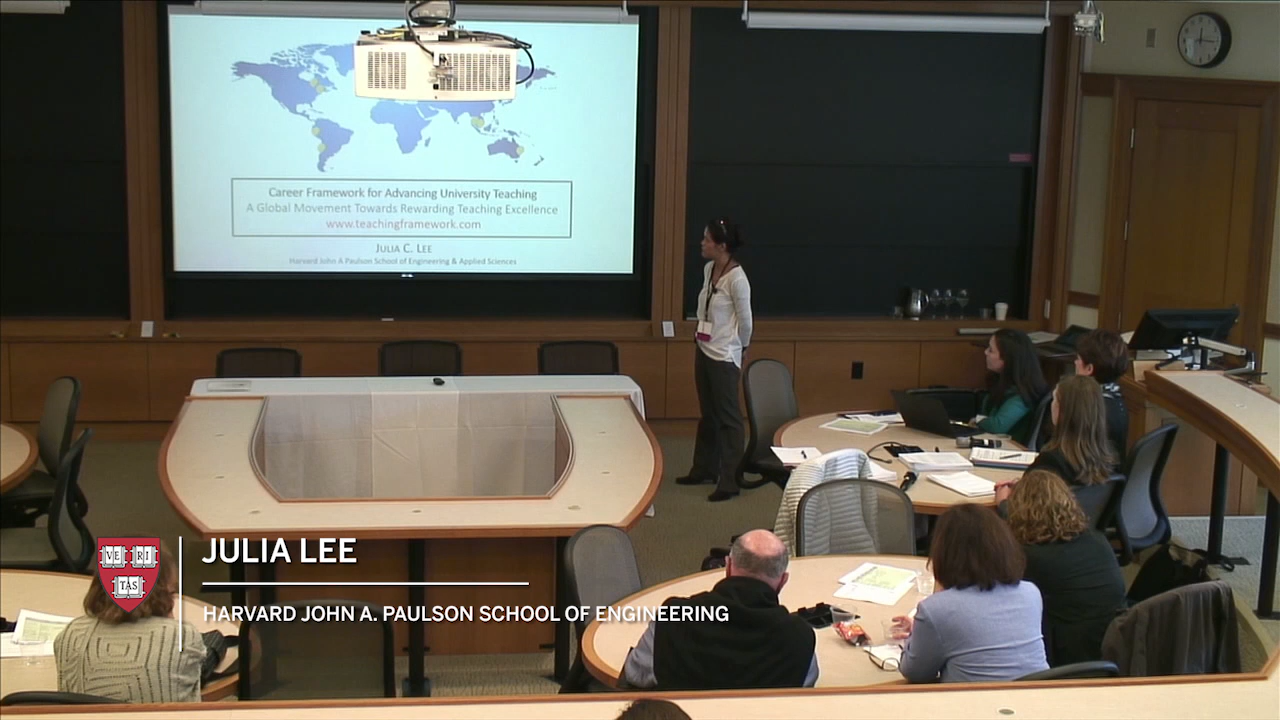 Career Framework for Advancing University Teaching
A Global Movement Towards Rewarding Teaching Excellence
www.teachingframework.com
JULIA C. LEE
Harvard John A Paulson School of Engineering & Applied Sciences
VE RI
TAS
JULIA LEE
HARVARD JOHN A. PAULSON SCHOOL OF ENGINEERING